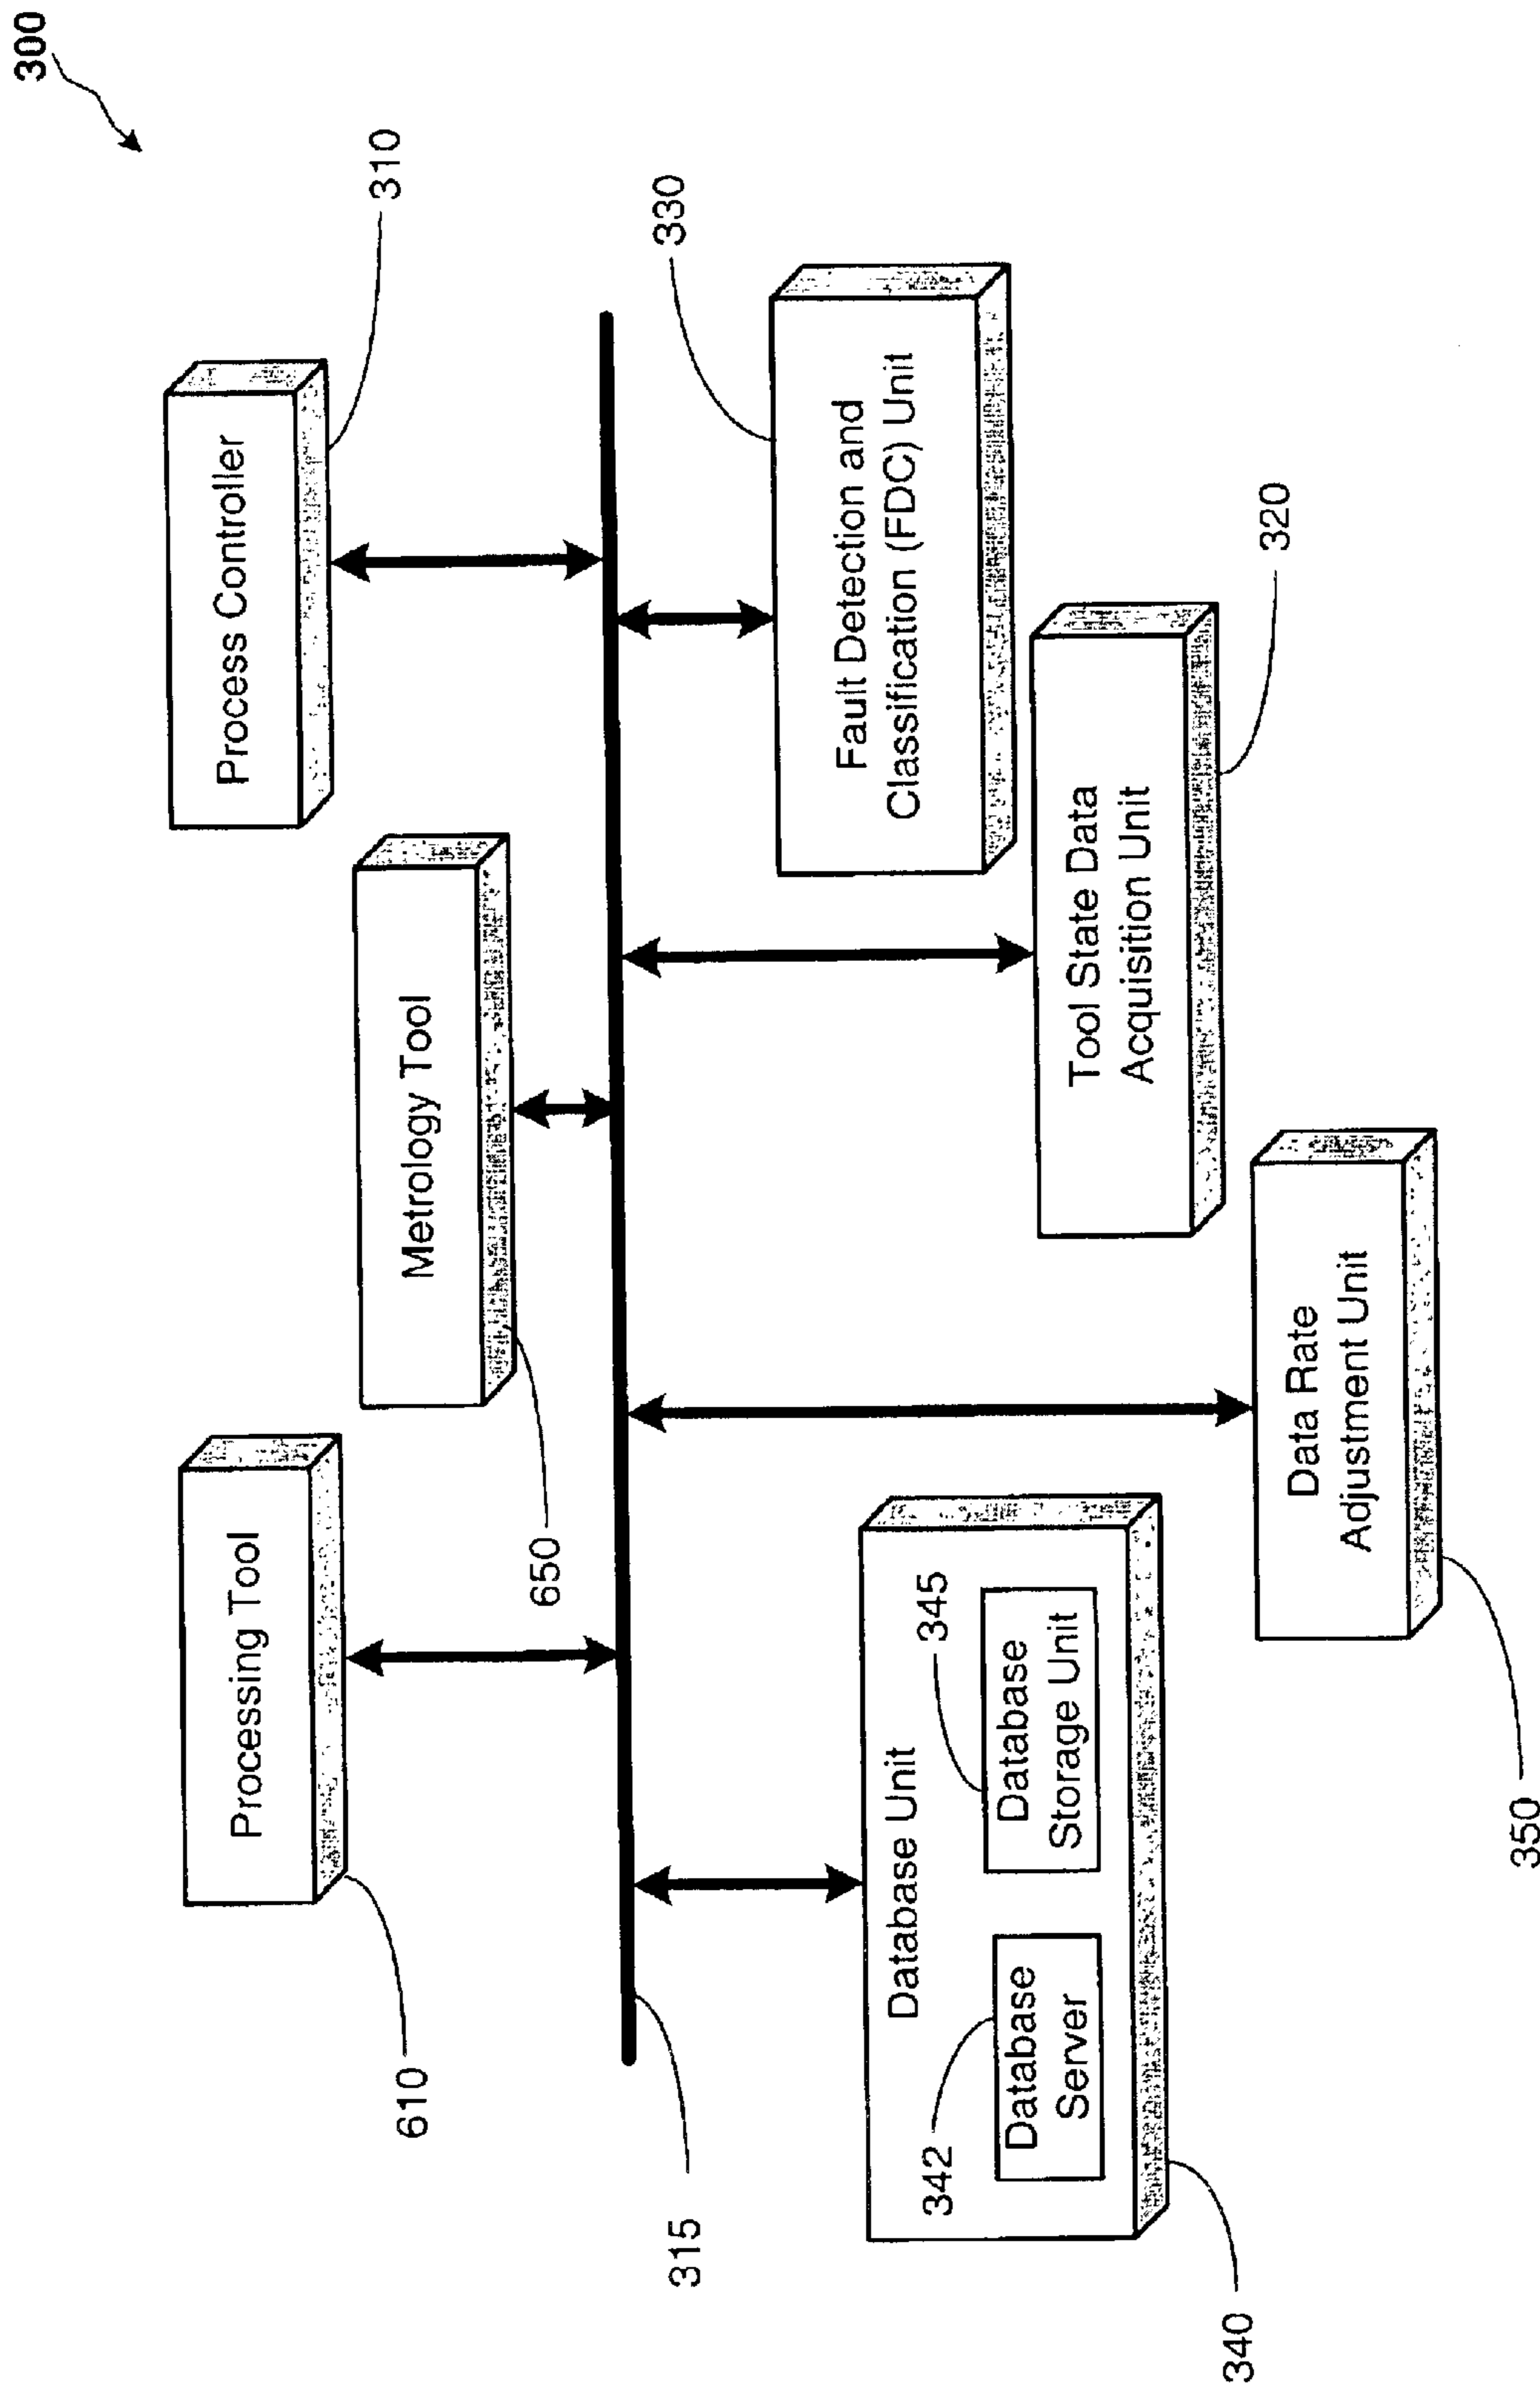 300
Processing Tool
610
Metrology Tool
650
Process Controller
310
315
Database Unit
342
Database
Server
345
Database
Storage Unit
340
Data Rate
Adjustment Unit
350
Tool State Data
Acquisition Unit
320
Fault Detection and
Classification (FDC) Unit
330